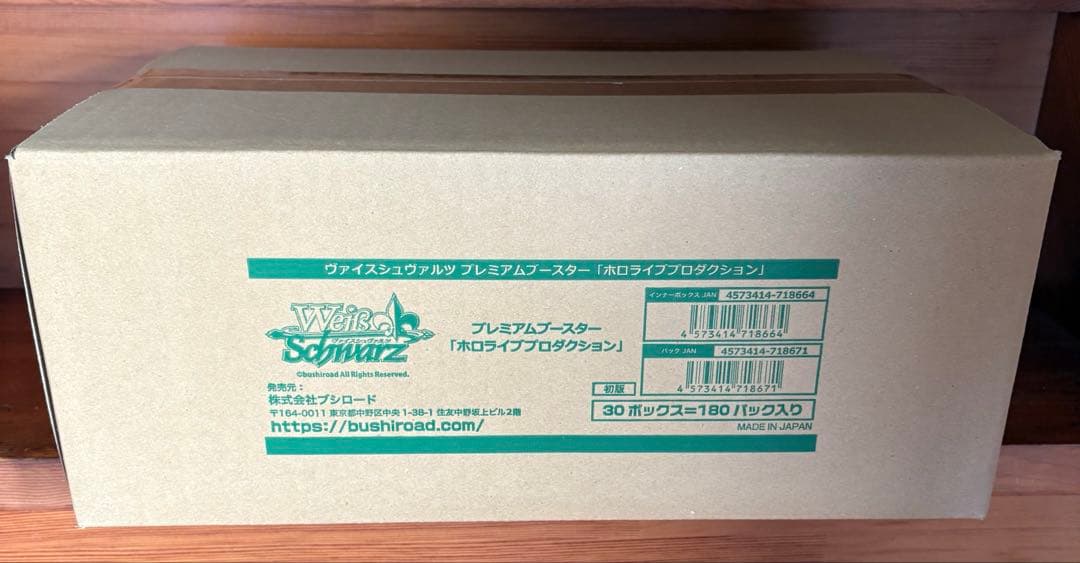 ヴァイスシュヴァルツ プレミアムブースター「ホロライブプロダクション」
Weiß
ヴァイスシュヴァルツ
Schwarz
©bushiroad All Rights Reserved.
プレミアムブースター
「ホロライブプロダクション」
インナーボックス JAN 4573414-718664
4 573414 718664
パック JAN 4573414-718671
4 573414 718671
発売元：
株式会社ブシロード
〒164-0011 東京都中野区中央1-38-1 住友中野坂上ビル2階
https://bushiroad.com/
初版
30ボックス=180パック入り
MADE IN JAPAN